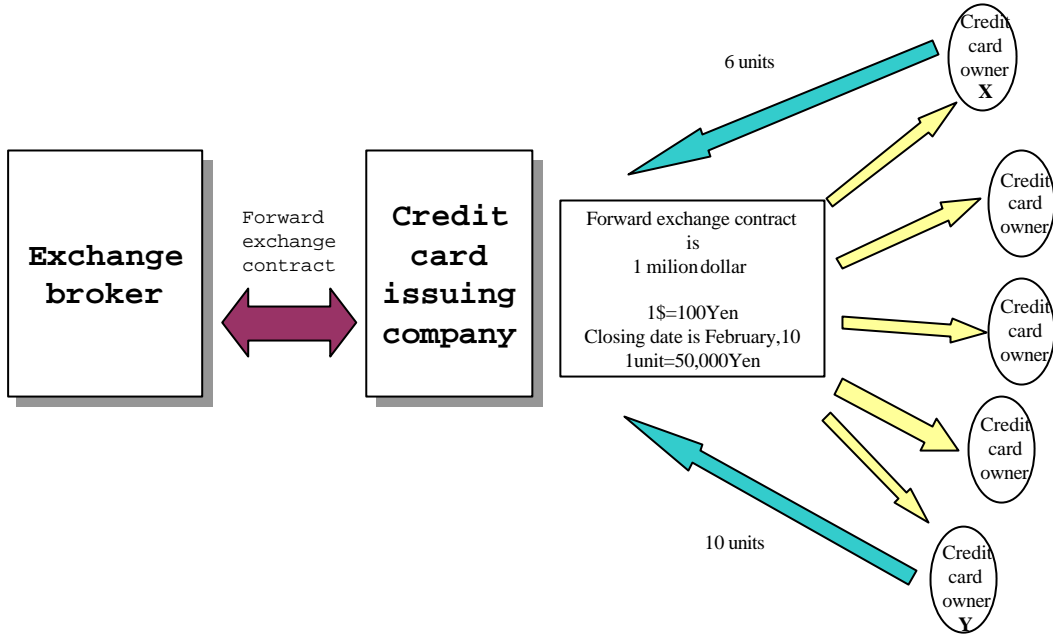 Exchange
broker
Forward
exchange
contract
Credit
card
issuing
company
Forward exchange contract
is
1 milion dollar
1$=100Yen
Closing date is February,10
1unit=50,000Yen
6 units
10 units
Credit
card
owner
X
Credit
card
owner
Credit
card
owner
Credit
card
owner
Credit
card
owner
Y